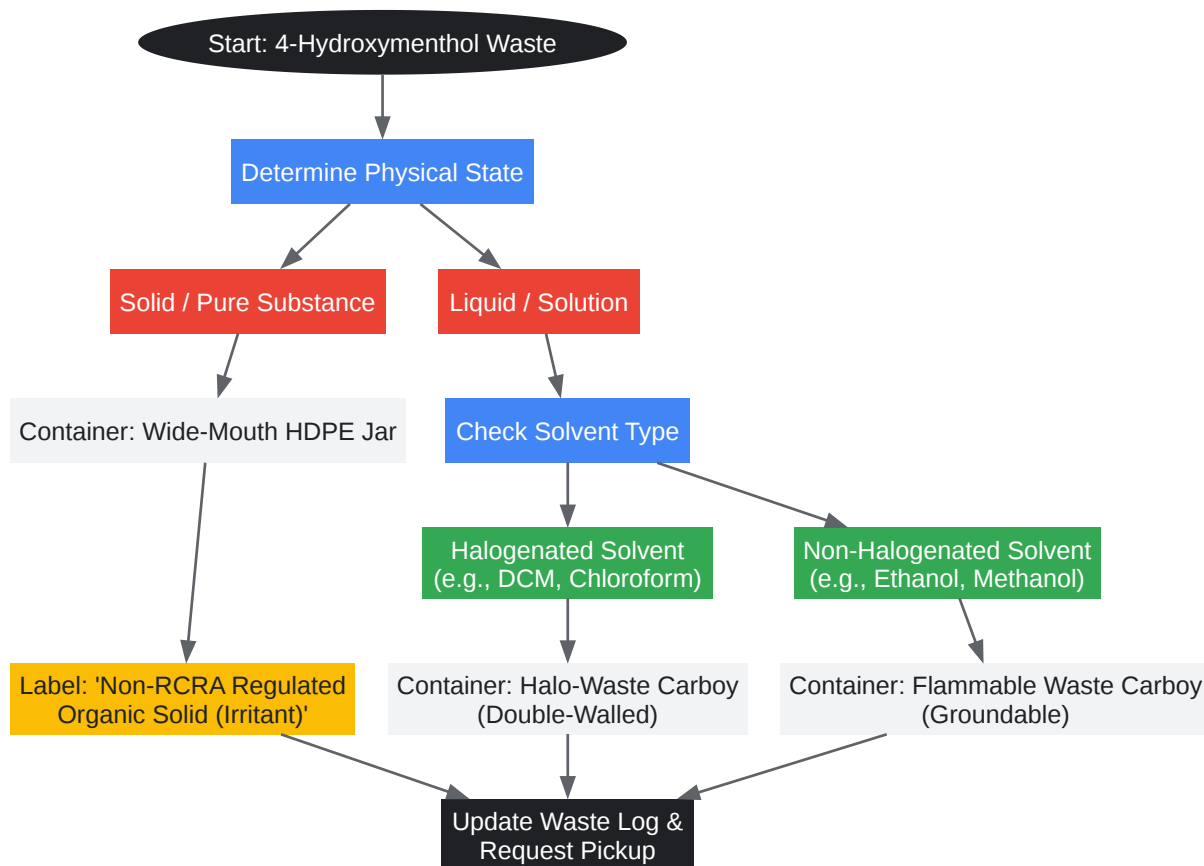 Start: 4-Hydroxymenthol Waste
Determine Physical State
Solid / Pure Substance
Liquid / Solution
Container: Wide-Mouth HDPE Jar
Check Solvent Type
Halogenated Solvent
(e.g., DCM, Chloroform)
Non-Halogenated Solvent
(e.g., Ethanol, Methanol)
Label: 'Non-RCRA Regulated
Organic Solid (Irritant)'
Container: Halo-Waste Carboy
(Double-Walled)
Container: Flammable Waste Carboy
(Groundable)
Update Waste Log &
Request Pickup